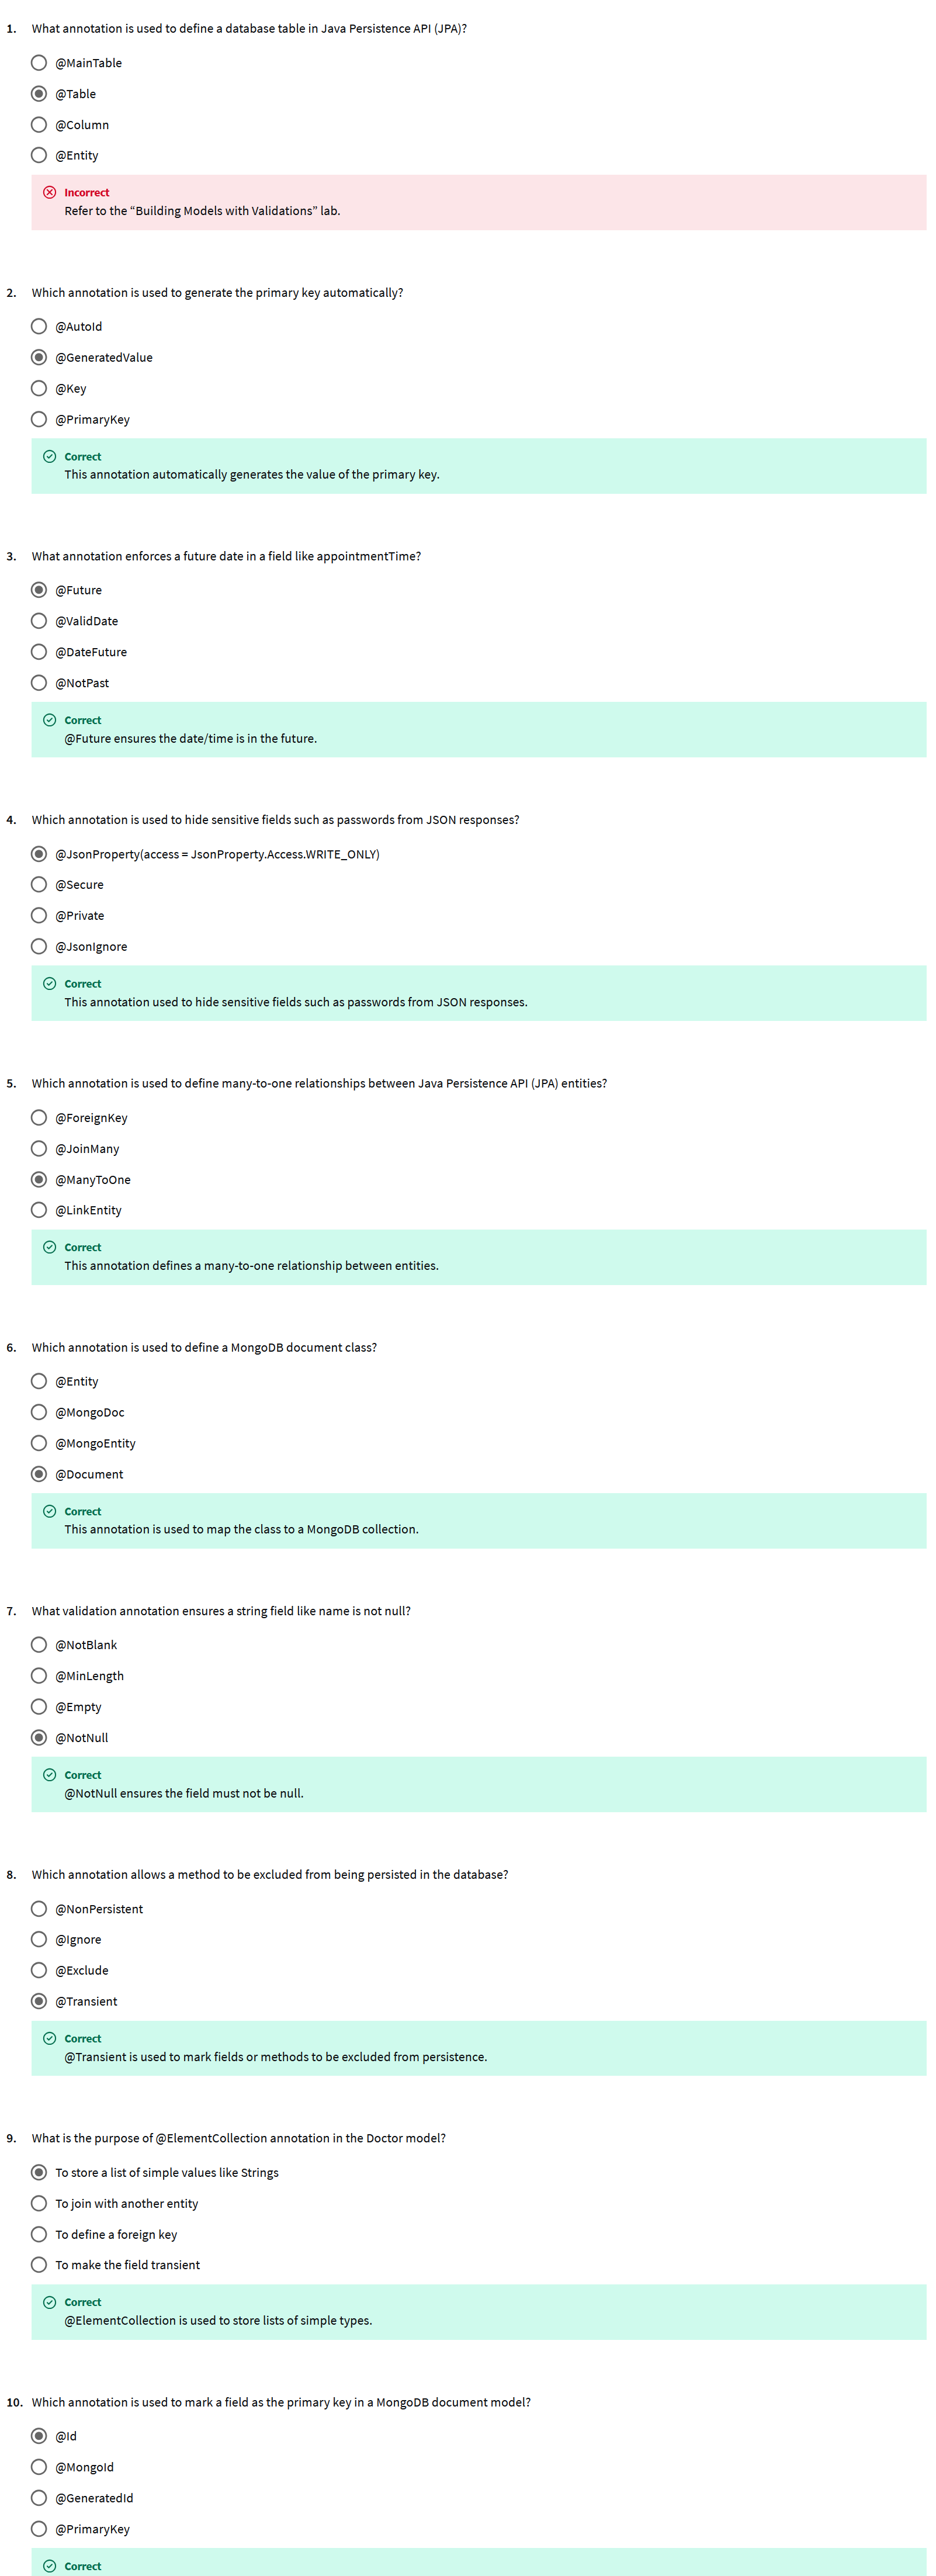 1. What annotation is used to define a database table in Java Persistence API (JPA)?
@MainTable
@Table
@Column
@Entity
Incorrect
Refer to the “Building Models with Validations” lab.
2. Which annotation is used to generate the primary key automatically?
@AutoId
@GeneratedValue
@Key
@PrimaryKey
Correct
This annotation automatically generates the value of the primary key.
3. What annotation enforces a future date in a field like appointmentTime?
@Future
@ValidDate
@DateFuture
@NotPast
Correct
@Future ensures the date/time is in the future.
4. Which annotation is used to hide sensitive fields such as passwords from JSON responses?
@JsonProperty(access = JsonProperty.Access.WRITE_ONLY)
@Secure
@Private
@JsonIgnore
Correct
This annotation used to hide sensitive fields such as passwords from JSON responses.
5. Which annotation is used to define many-to-one relationships between Java Persistence API (JPA) entities?
@ForeignKey
@JoinMany
@ManyToOne
@LinkEntity
Correct
This annotation defines a many-to-one relationship between entities.
6. Which annotation is used to define a MongoDB document class?
@Entity
@MongoDoc
@MongoEntity
@Document
Correct
This annotation is used to map the class to a MongoDB collection.
7. What validation annotation ensures a string field like name is not null?
@NotBlank
@MinLength
@Empty
@NotNull
Correct
@NotNull ensures the field must not be null.
8. Which annotation allows a method to be excluded from being persisted in the database?
@NonPersistent
@Ignore
@Exclude
@Transient
Correct
@Transient is used to mark fields or methods to be excluded from persistence.
9. What is the purpose of @ElementCollection annotation in the Doctor model?
To store a list of simple values like Strings
To join with another entity
To define a foreign key
To make the field transient
Correct
@ElementCollection is used to store lists of simple types.
10. Which annotation is used to mark a field as the primary key in a MongoDB document model?
@Id
@MongoId
@GeneratedId
@PrimaryKey
Correct